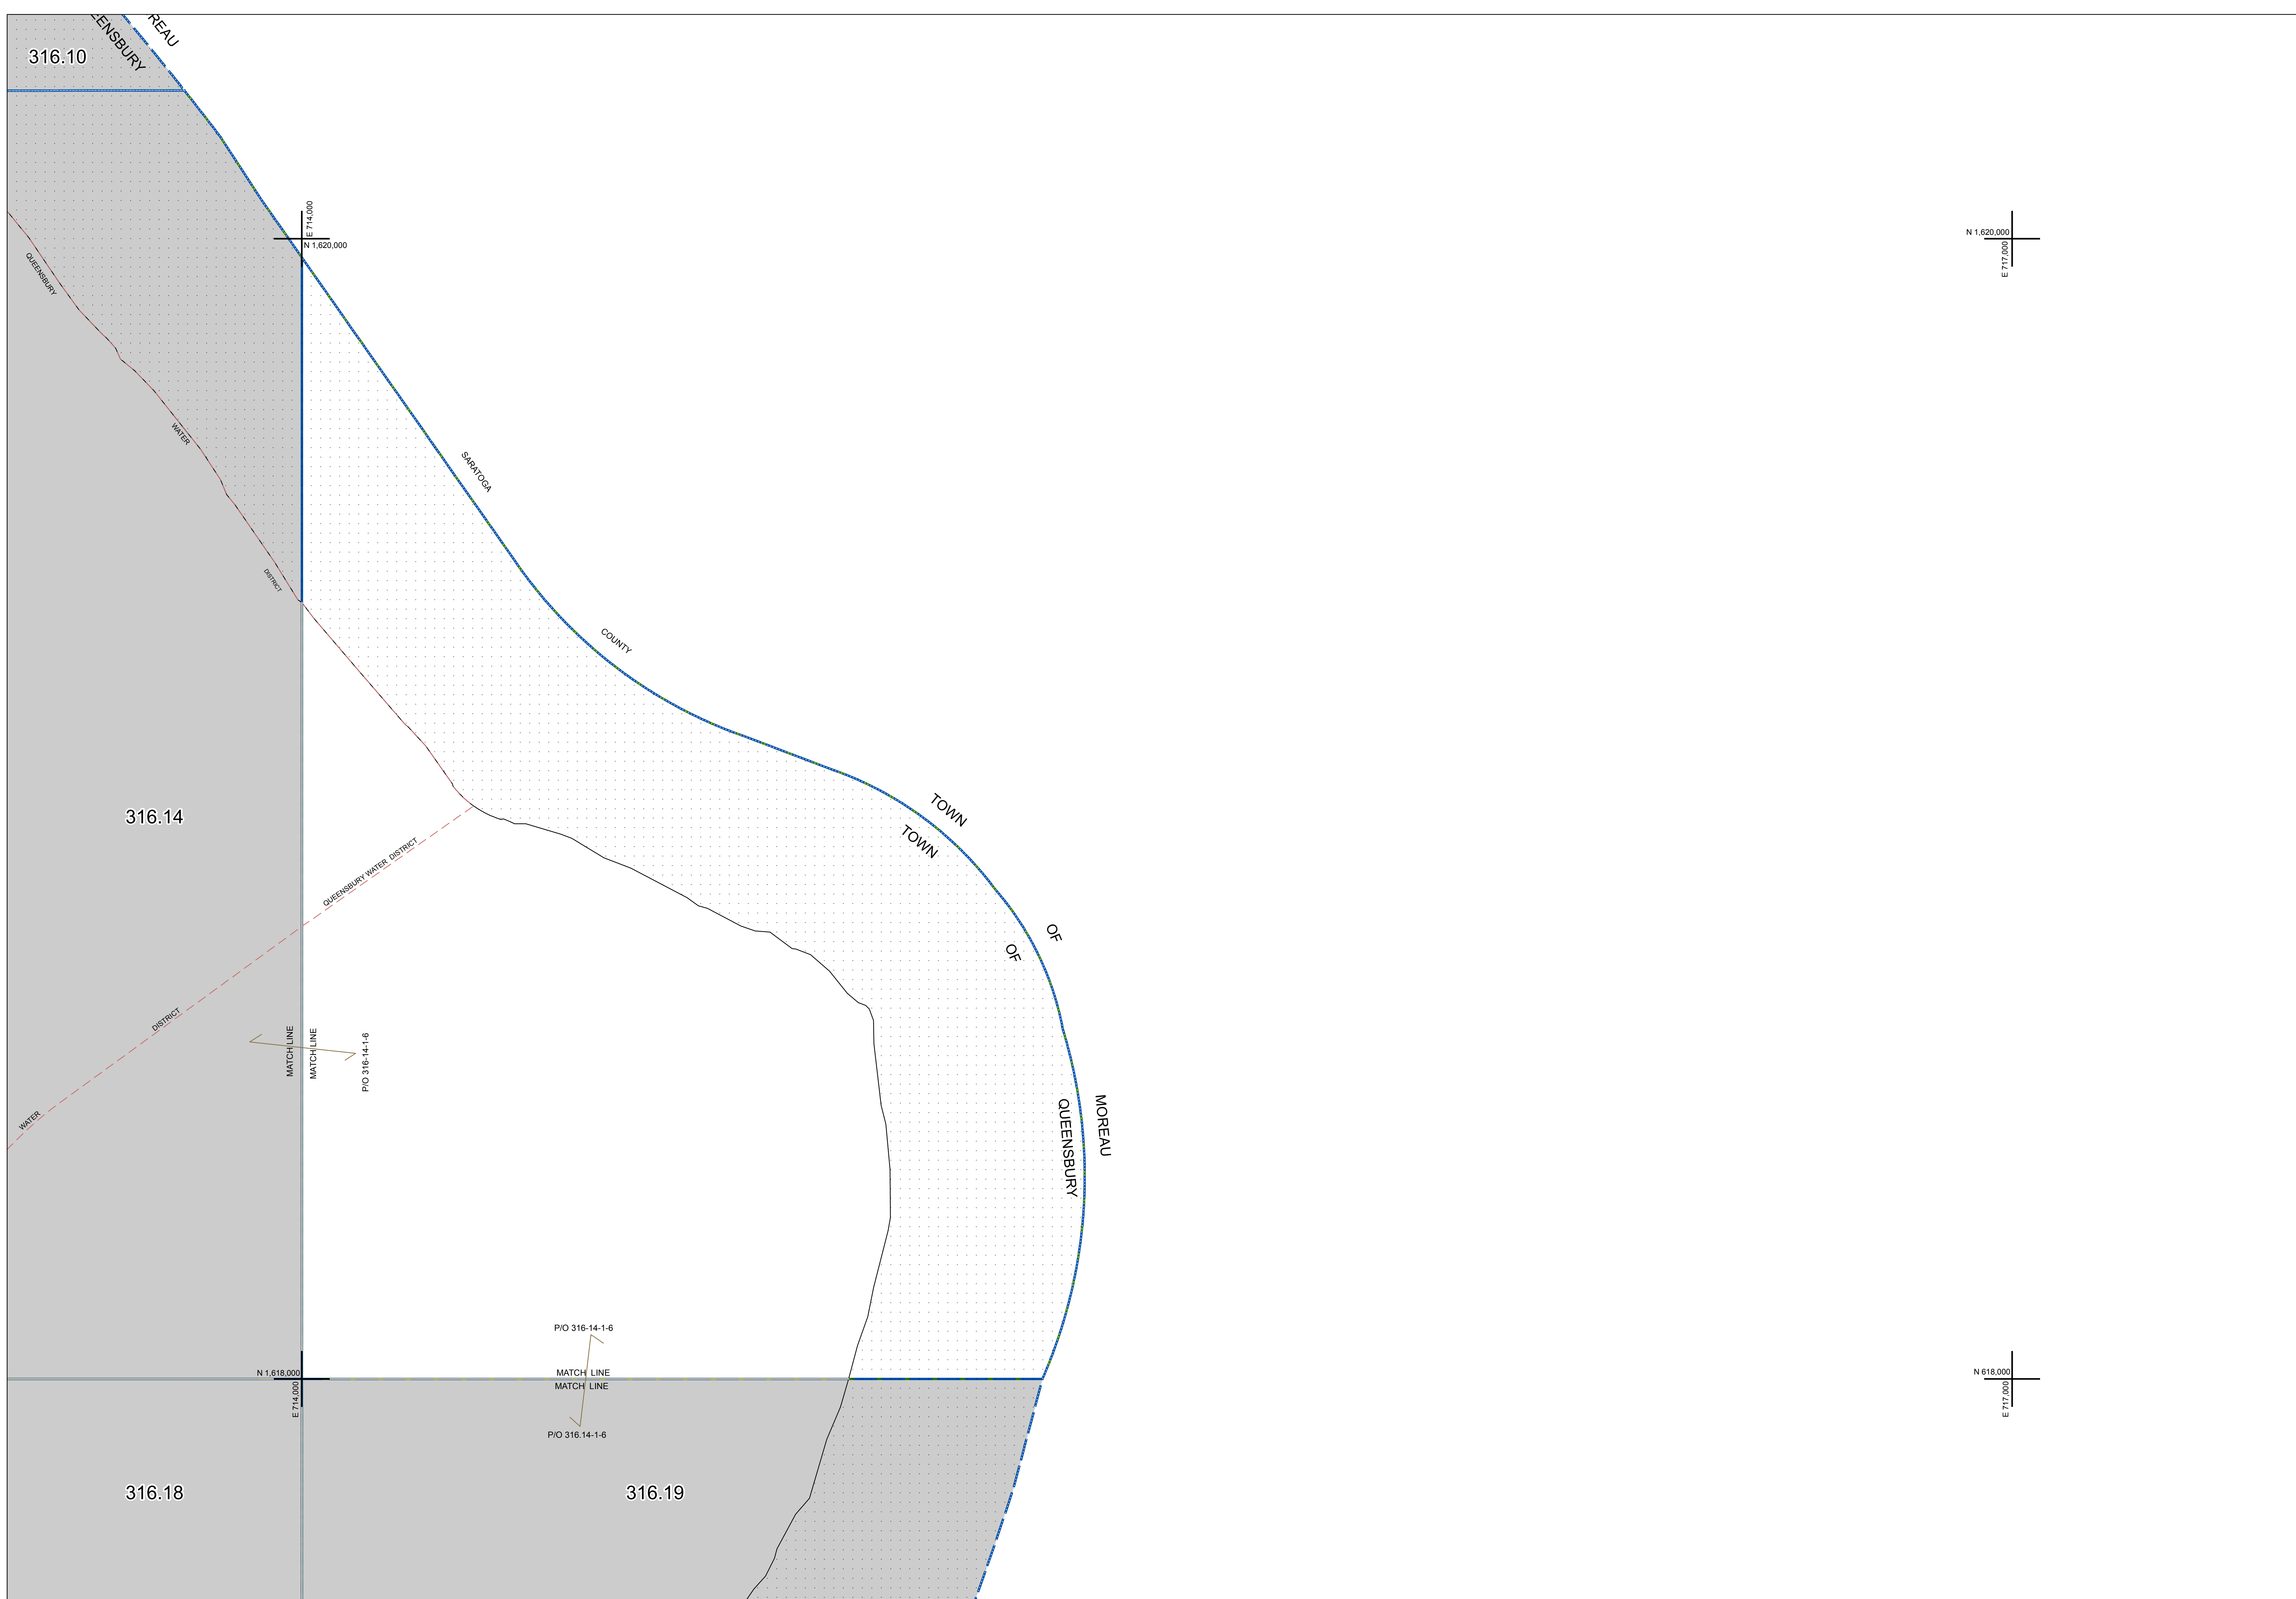 REAU
EENSBURY
316.10
E 714,000
N 1,620,000
N 1,620,000
E 717,000
QUEENSBURY
WATER
DISTRICT
SARATOGA
COUNTY
TOWN
TOWN
316.14
QUEENSBURY WATER DISTRICT
OF
OF
DISTRICT
MATCH LINE
MATCH LINE
P/O 316-14-1-6
WATER
MOREAU
QUEENSBURY
P/O 316-14-1-6
N 1,618,000
MATCH LINE
MATCH LINE
E 714,000
N 618,000
E 717,000
P/O 316.14-1-6
316.18
316.19